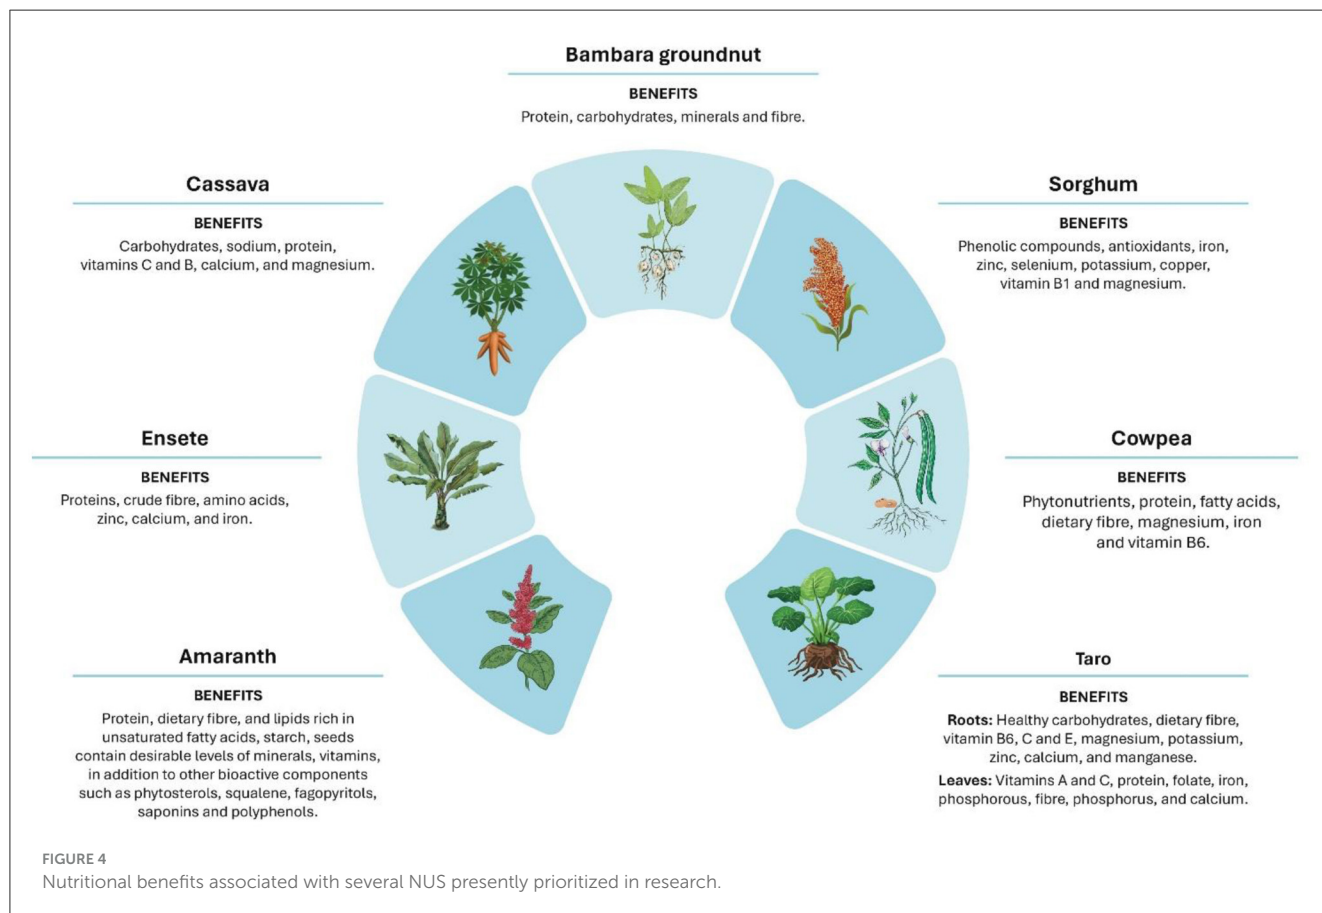 Bambara groundnut
BENEFITS
Protein, carbohydrates, minerals and fibre.
Cassava
BENEFITS
Carbohydrates, sodium, protein,
vitamins C and B, calcium, and magnesium.
Sorghum
BENEFITS
Phenolic compounds, antioxidants, iron,
zinc, selenium, potassium, copper,
vitamin B1 and magnesium.
Ensete
BENEFITS
Proteins, crude fibre, amino acids,
zinc, calcium, and iron.
Cowpea
BENEFITS
Phytonutrients, protein, fatty acids,
dietary fibre, magnesium, iron
and vitamin B6.
Amaranth
BENEFITS
Protein, dietary fibre, and lipids rich in
unsaturated fatty acids, starch, seeds
contain desirable levels of minerals, vitamins,
in addition to other bioactive components
such as phytosterols, squalene, fagopyritols,
saponins and polyphenols.
Taro
BENEFITS
Roots: Healthy carbohydrates, dietary fibre,
vitamin B6, C and E, magnesium, potassium,
zinc, calcium, and manganese.
Leaves: Vitamins A and C, protein, folate, iron,
phosphorous, fibre, phosphorus, and calcium.
FIGURE 4
Nutritional benefits associated with several NUS presently prioritized in research.